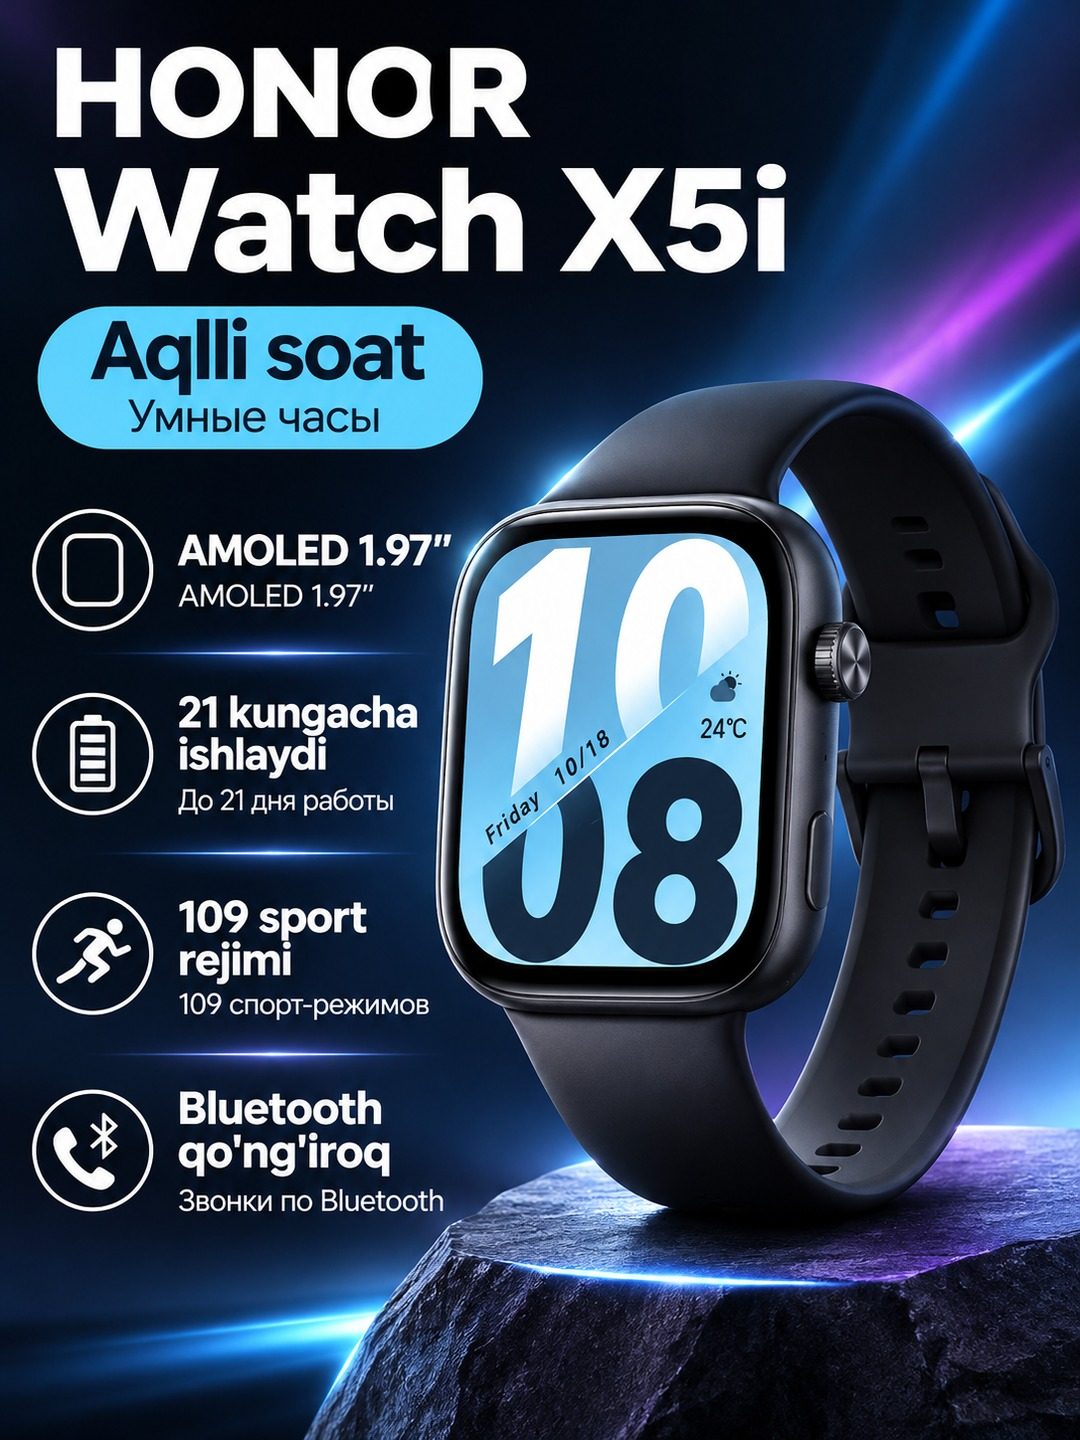 HONOR
Watch X5i
Aqlli soat
Умные часы
AMOLED 1.97″
AMOLED 1.97″
21 kungacha
ishlaydi
До 21 дня работы
109 sport
rejimi
109 спорт-режимов
Bluetooth
qo'ng'iroq
Звонки по Bluetooth
10
24°C
Friday 10/18
08